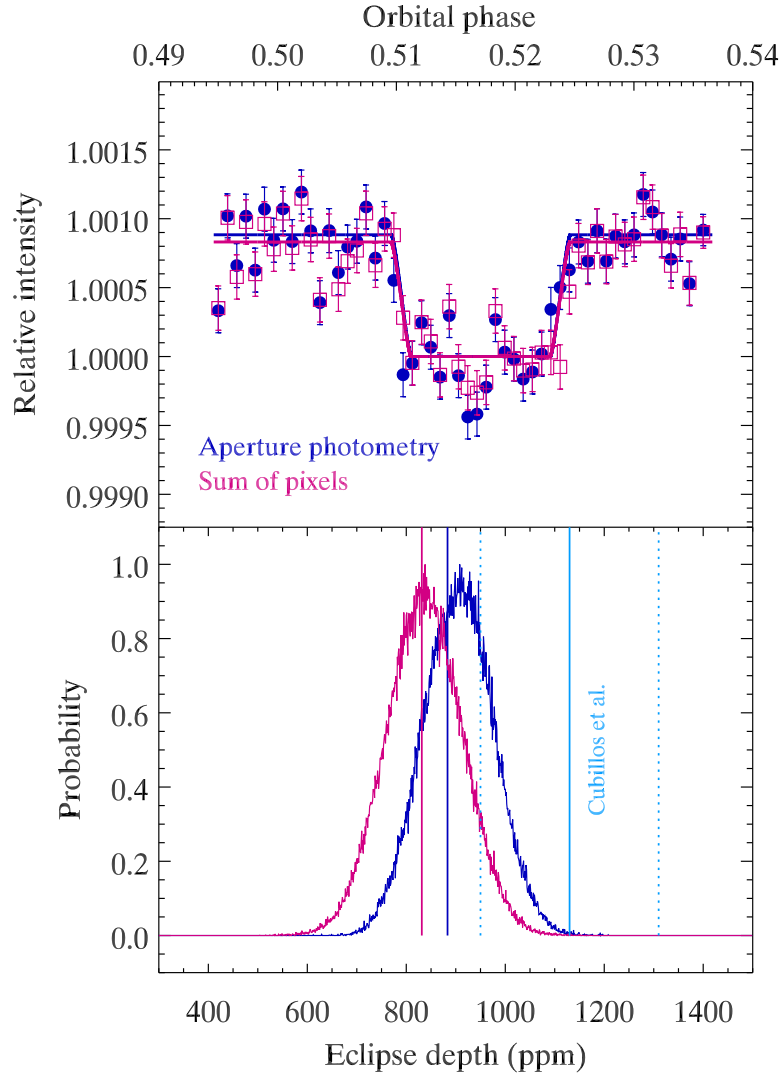 Orbital phase
0.49 0.50 0.51 0.52 0.53 0.54
Relative intensity
1.0015
1.0010
1.0005
1.0000
0.9995
0.9990
Aperture photometry
Sum of pixels
Probability
1.0
0.8
0.6
0.4
0.2
0.0
Cubillos et al.
400 600 800 1000 1200 1400
Eclipse depth (ppm)